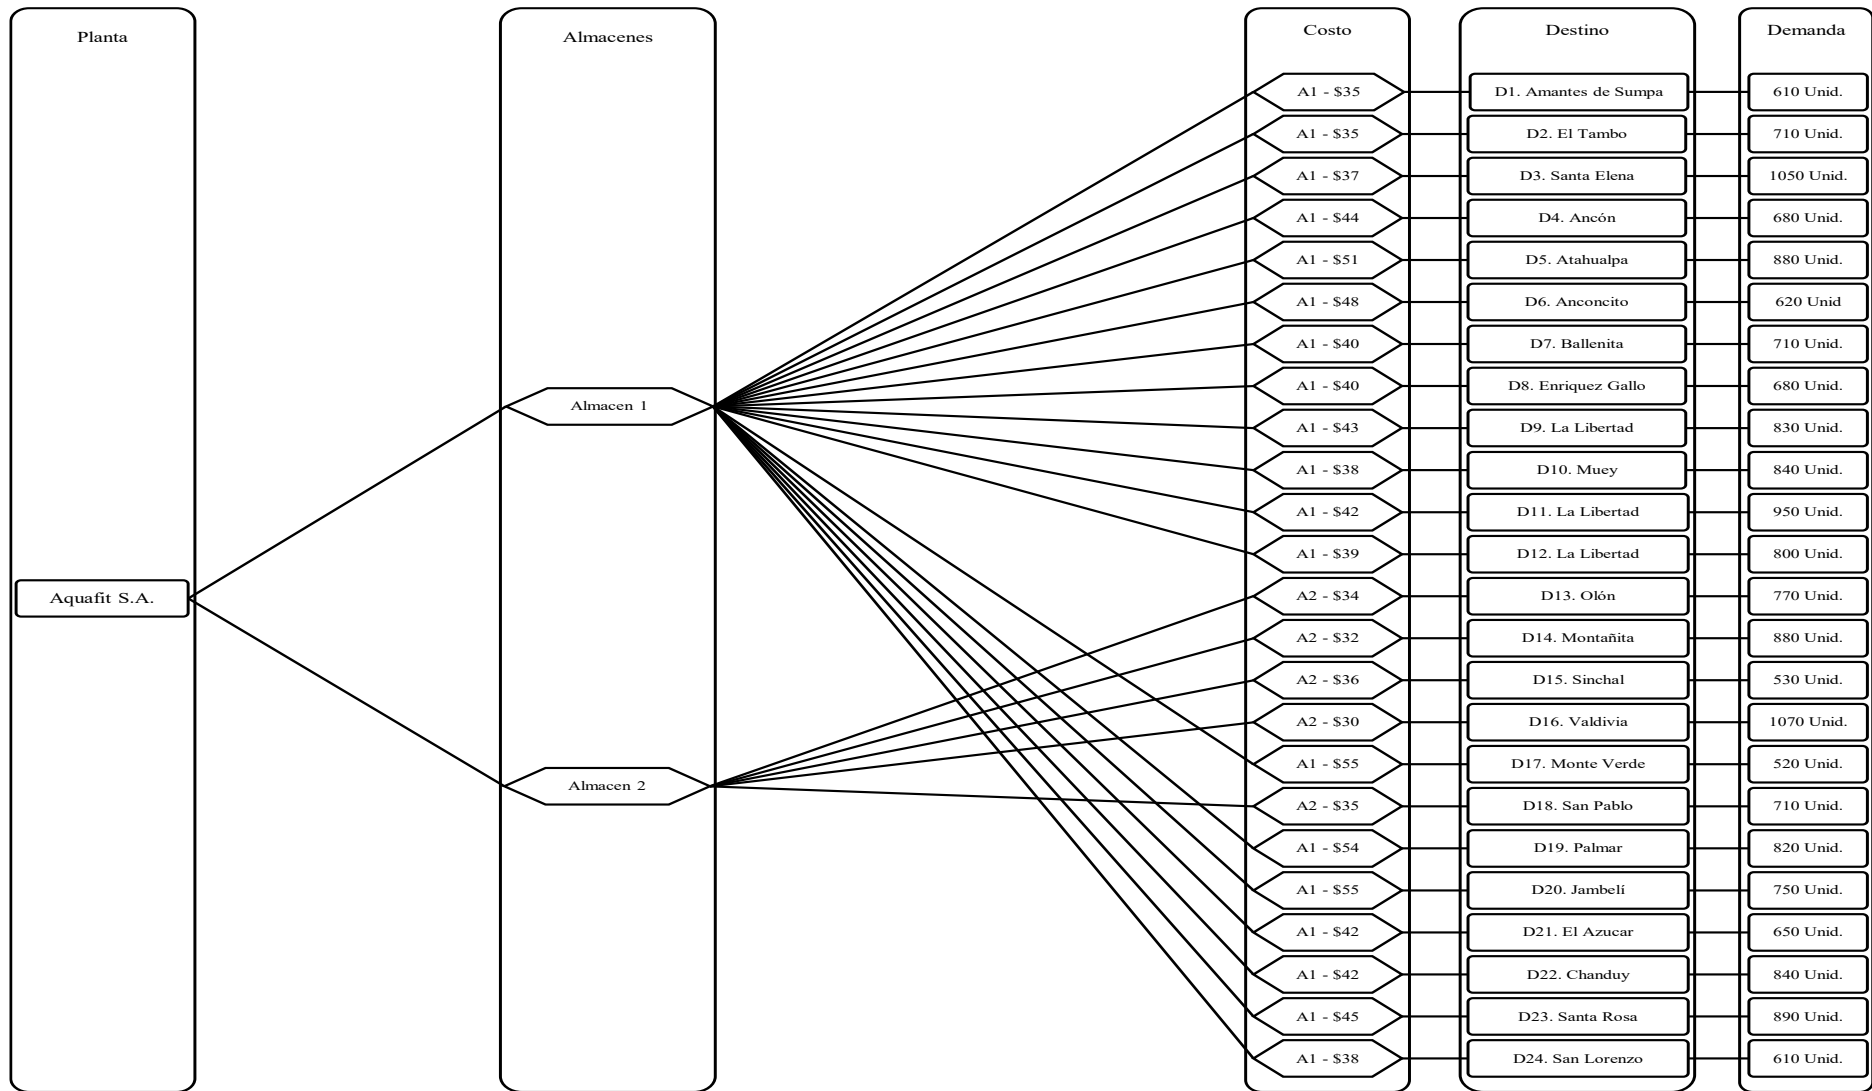 Planta
Almacenes
Costo
Destino
Demanda
A1 - $35
D1. Amantes de Sumpa
610 Unid.
A1 - $35
D2. El Tambo
710 Unid.
A1 - $37
D3. Santa Elena
1050 Unid.
A1 - $44
D4. Ancón
680 Unid.
A1 - $51
D5. Atahualpa
880 Unid.
A1 - $48
D6. Anconcito
620 Unid
A1 - $40
D7. Ballenita
710 Unid.
A1 - $40
D8. Enriquez Gallo
680 Unid.
Almacen 1
A1 - $43
D9. La Libertad
830 Unid.
A1 - $38
D10. Muey
840 Unid.
A1 - $42
D11. La Libertad
950 Unid.
A1 - $39
D12. La Libertad
800 Unid.
Aquafit S.A.
A2 - $34
D13. Olón
770 Unid.
A2 - $32
D14. Montañita
880 Unid.
A2 - $36
D15. Sinchal
530 Unid.
A2 - $30
D16. Valdivia
1070 Unid.
A1 - $55
D17. Monte Verde
520 Unid.
Almacen 2
A2 - $35
D18. San Pablo
710 Unid.
A1 - $54
D19. Palmar
820 Unid.
A1 - $55
D20. Jambelí
750 Unid.
A1 - $42
D21. El Azucar
650 Unid.
A1 - $42
D22. Chanduy
840 Unid.
A1 - $45
D23. Santa Rosa
890 Unid.
A1 - $38
D24. San Lorenzo
610 Unid.